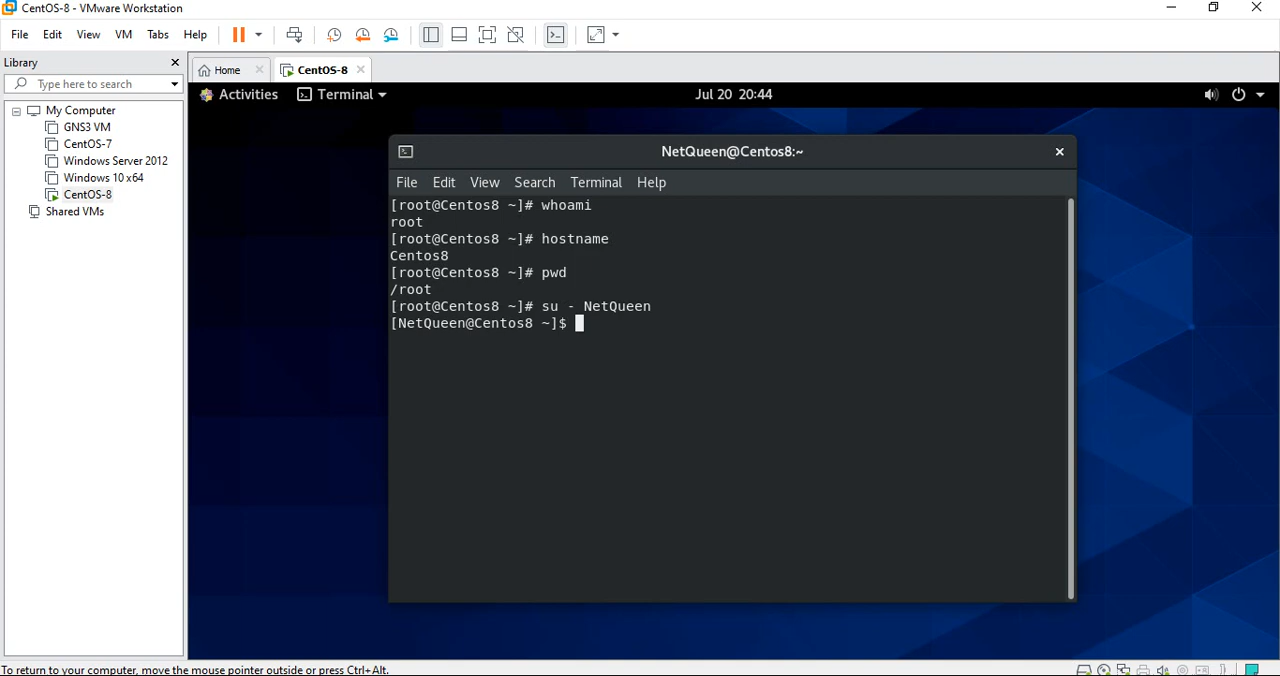 CentOS-8 - VMware Workstation
File Edit View VM Tabs Help
Library
Type here to search
My Computer
GNS3 VM
CentOS-7
Windows Server 2012
Windows 10 x64
CentOS-8
Shared VMs
Home CentOS-8
Activities Terminal Jul 20 20:44
NetQueen@Centos8:~
File Edit View Search Terminal Help
[root@Centos8 ~]# whoami
root
[root@Centos8 ~]# hostname
Centos8
[root@Centos8 ~]# pwd
/root
[root@Centos8 ~]# su - NetQueen
[NetQueen@Centos8 ~]$
To return to your computer, move the mouse pointer outside or press Ctrl+Alt.